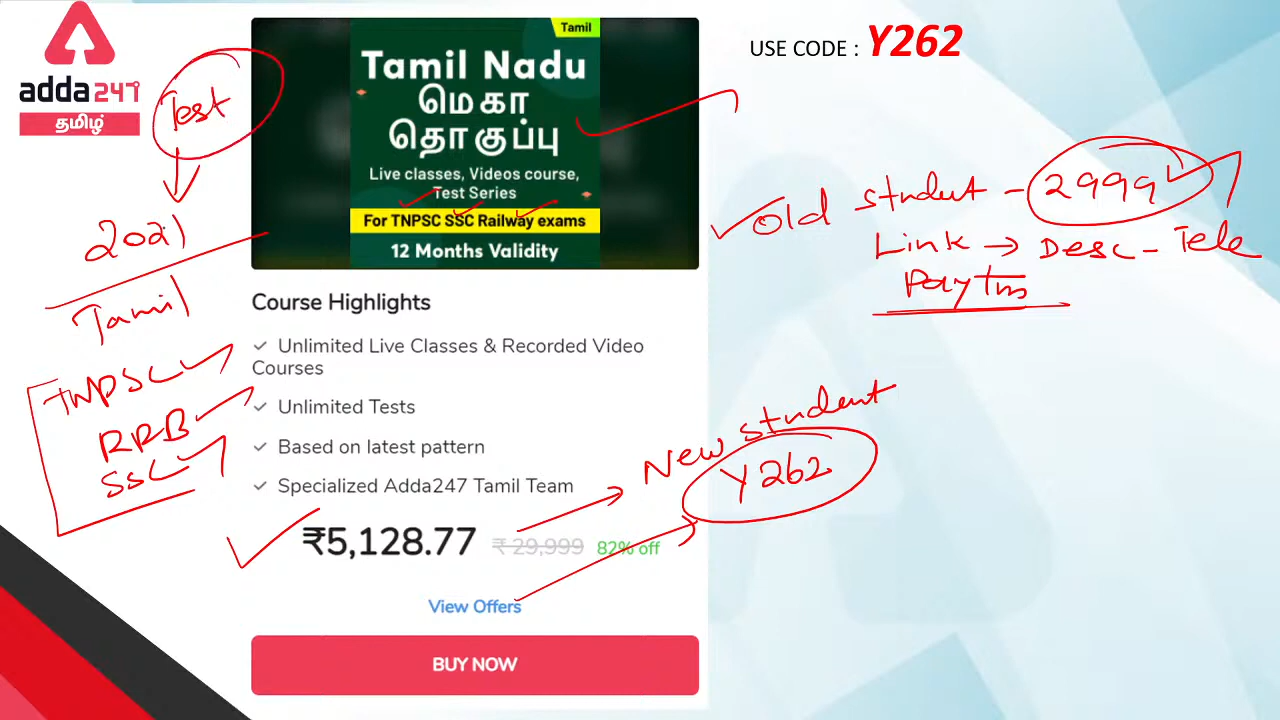 adda247
தமிழ்
Test
2021
Tamil
TNPSC
RRB
SSC
Tamil
Tamil Nadu
மெகா
தொகுப்பு
Live classes, Videos course,
Test Series
For TNPSC SSC Railway exams
12 Months Validity
Course Highlights
Unlimited Live Classes & Recorded Video
Courses
Unlimited Tests
Based on latest pattern
Specialized Adda247 Tamil Team
₹5,128.77 ₹ 29,999 82% off
View Offers
BUY NOW
USE CODE : Y262
Old student - 2999
Link → Desc - Tele
Paytm
New student
Y262